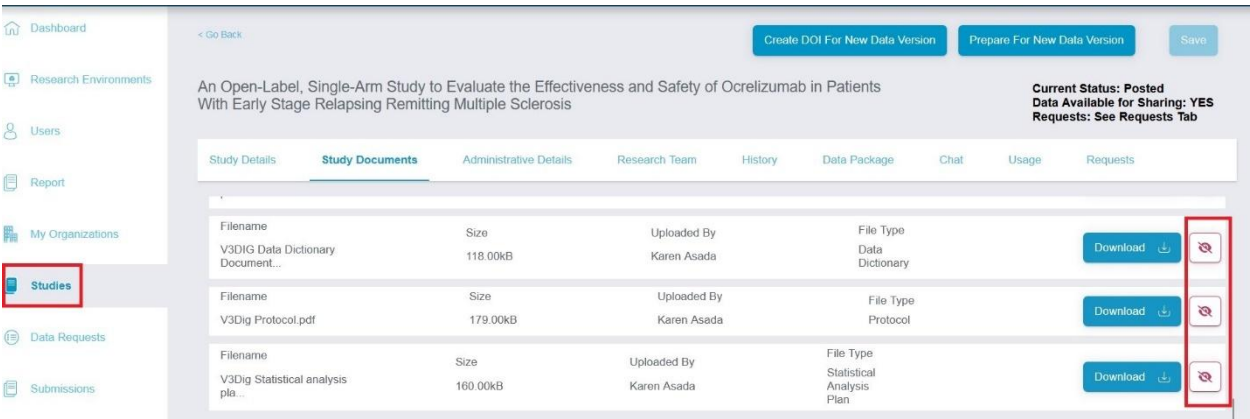 Dashboard
Research Environments
Users
Report
My Organizations
Studies
Data Requests
Submissions
< Go Back
Create DOI For New Data Version
Prepare For New Data Version
Save
An Open-Label, Single-Arm Study to Evaluate the Effectiveness and Safety of Ocrelizumab in Patients
With Early Stage Relapsing Remitting Multiple Sclerosis
Current Status: Posted
Data Available for Sharing: YES
Requests: See Requests Tab
Study Details Study Documents Administrative Details Research Team History Data Package Chat Usage Requests
Filename Size Uploaded By File Type
V3DIG Data Dictionary
Document...
118.00kB
Karen Asada
Data
Dictionary
Download
Filename Size Uploaded By File Type
V3Dig Protocol.pdf 179.00kB Karen Asada Protocol
Download
Filename Size Uploaded By File Type
V3Dig Statistical analysis
pla...
160.00kB
Karen Asada
Statistical
Analysis
Plan
Download